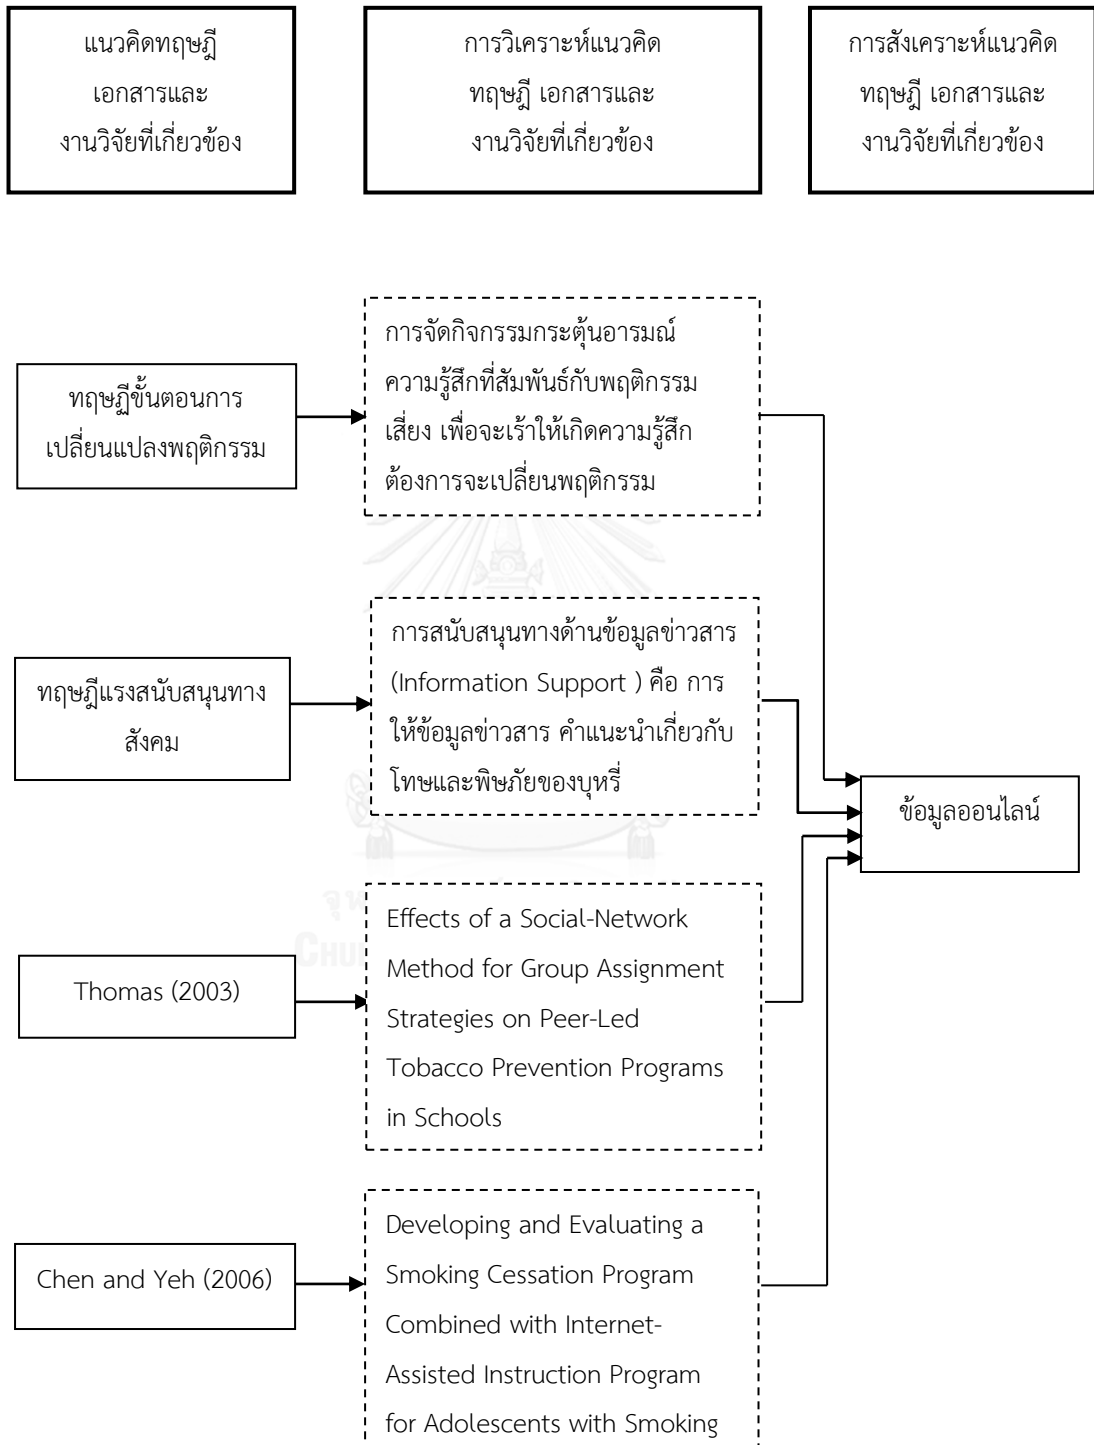 แนวคิดทฤษฎี
เอกสารและ
งานวิจัยที่เกี่ยวข้อง
การวิเคราะห์แนวคิด
ทฤษฎี เอกสารและ
งานวิจัยที่เกี่ยวข้อง
การสังเคราะห์แนวคิด
ทฤษฎี เอกสารและ
งานวิจัยที่เกี่ยวข้อง
ทฤษฎีขั้นตอนการ
เปลี่ยนแปลงพฤติกรรม
การจัดกิจกรรมกระตุ้นอารมณ์
ความรู้สึกที่สัมพันธ์กับพฤติกรรม
เสี่ยง เพื่อจะเร้าให้เกิดความรู้สึก
ต้องการจะเปลี่ยนพฤติกรรม
ทฤษฎีแรงสนับสนุนทาง
สังคม
การสนับสนุนทางด้านข้อมูลข่าวสาร
(Information Support ) คือ การ
ให้ข้อมูลข่าวสาร คำแนะนำเกี่ยวกับ
โทษและพิษภัยของบุหรี่
ข้อมูลออนไลน์
Thomas (2003)
Effects of a Social-Network
Method for Group Assignment
Strategies on Peer-Led
Tobacco Prevention Programs
in Schools
Chen and Yeh (2006)
Developing and Evaluating a
Smoking Cessation Program
Combined with Internet-
Assisted Instruction Program
for Adolescents with Smoking